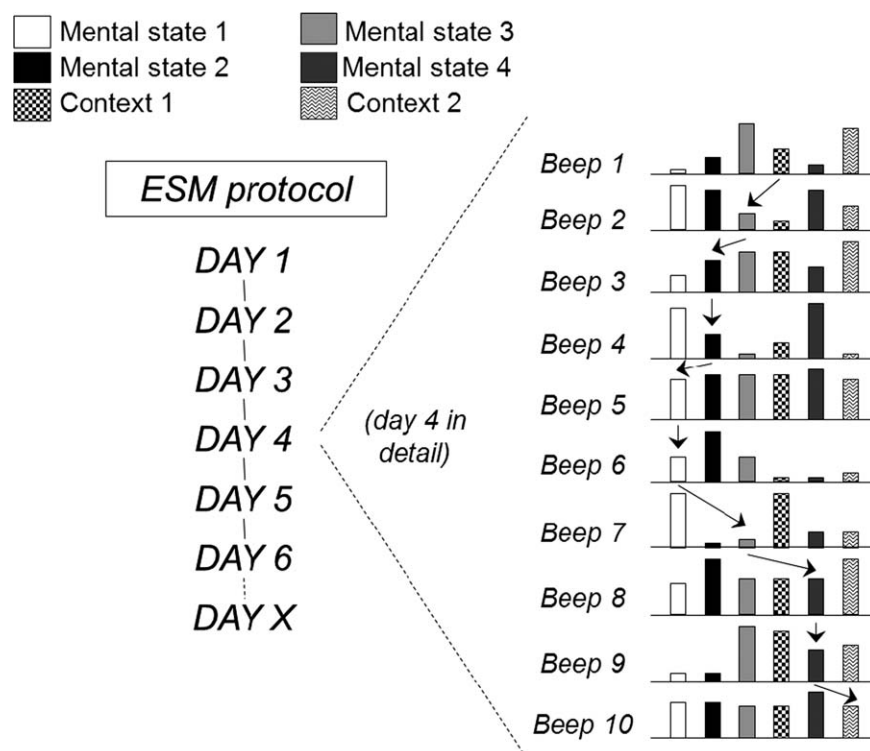 Mental state 1
Mental state 3
Mental state 2
Mental state 4
Context 1
Context 2
ESM protocol
DAY 1
DAY 2
DAY 3
DAY 4
DAY 5
DAY 6
DAY X
(day 4 in
detail)
Beep 1
Beep 2
Beep 3
Beep 4
Beep 5
Beep 6
Beep 7
Beep 8
Beep 9
Beep 10